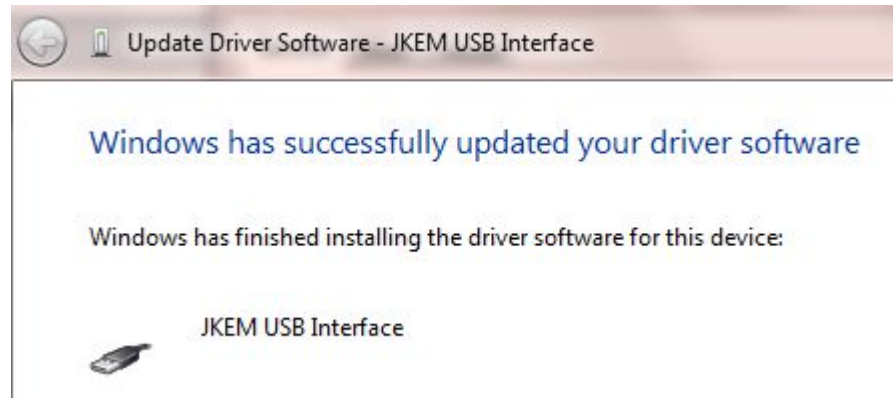 Update Driver Software - JKEM USB Interface
Windows has successfully updated your driver software
Windows has finished installing the driver software for this device:
JKEM USB Interface